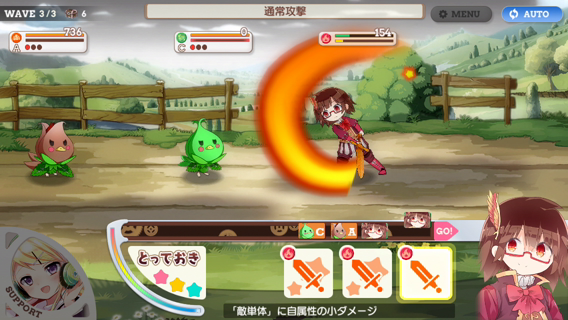 WAVE 3/3 6
通常攻撃
MENU
AUTO
736
A
0
C
154
C A GO!
とっておき
SUPPORT
「敵単体」に自属性の小ダメージ